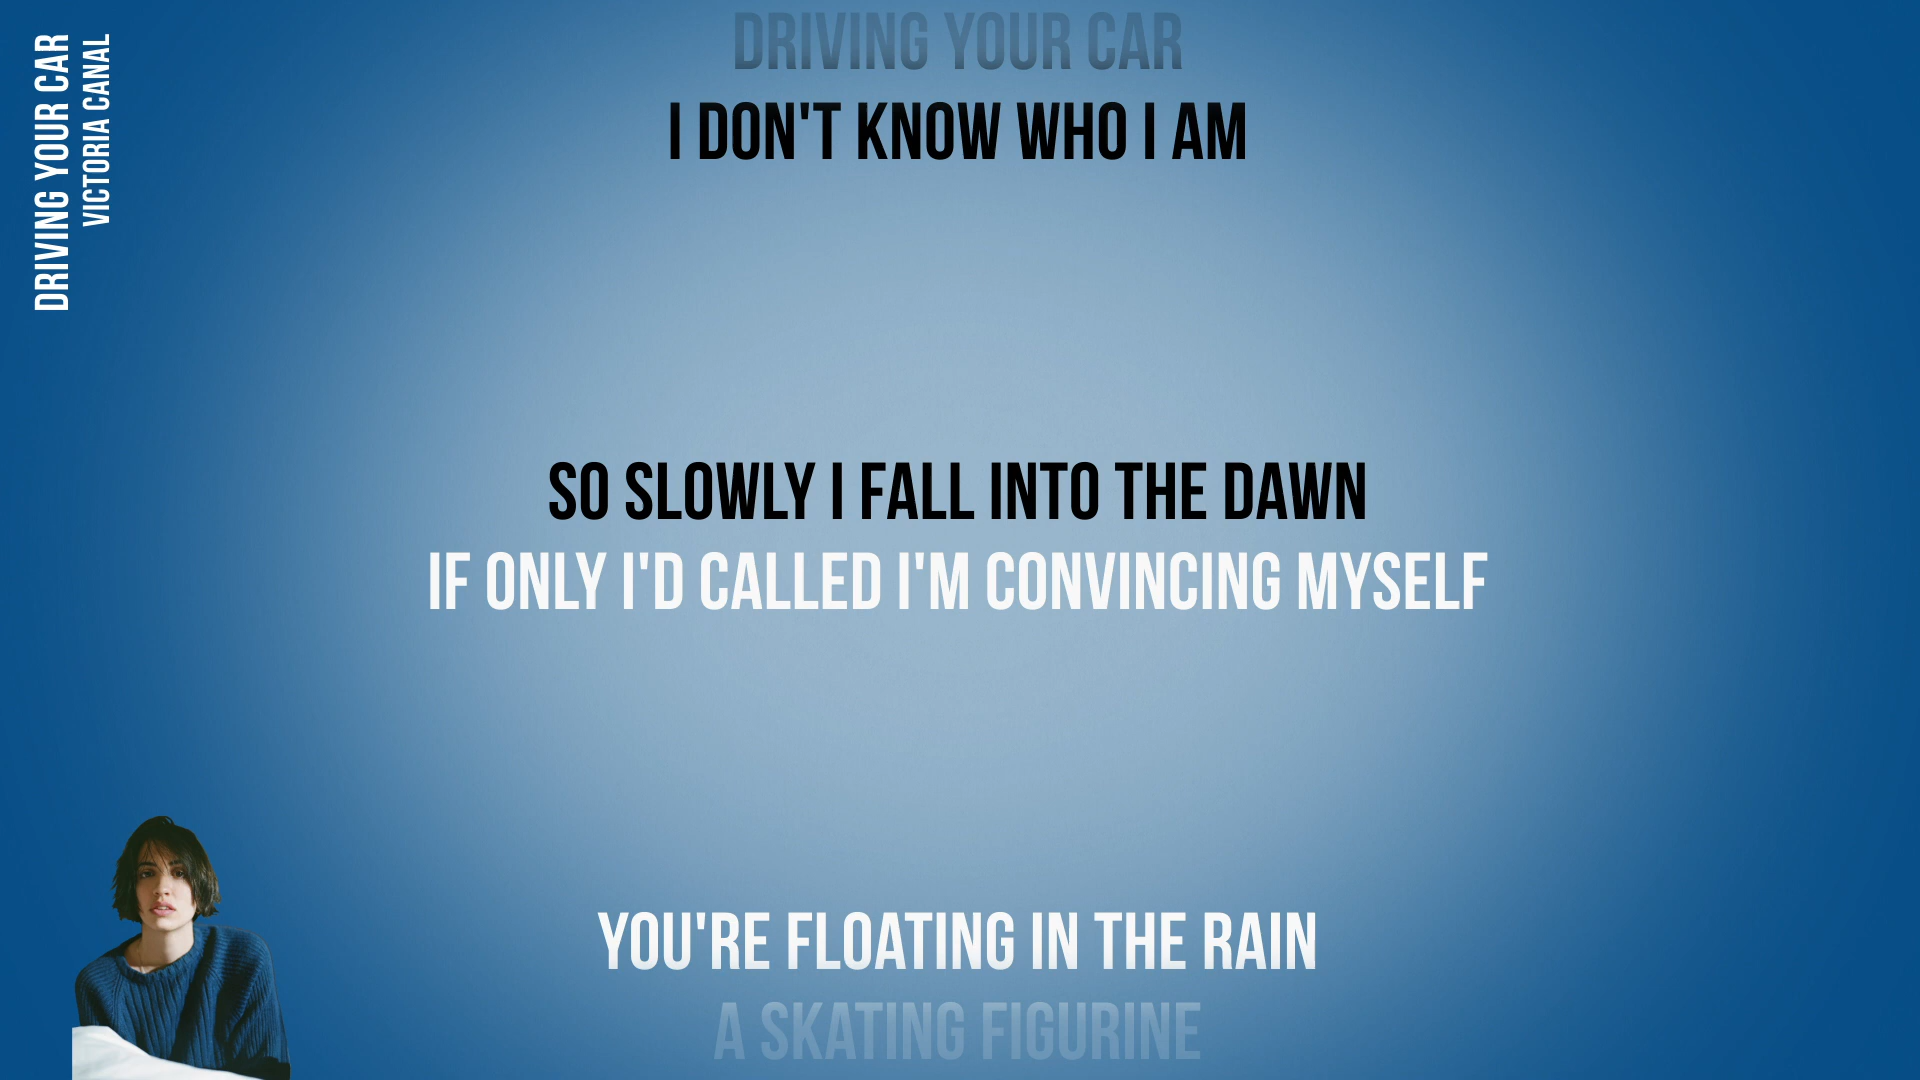 DRIVING YOUR CAR
VICTORIA CANAL
DRIVING YOUR CAR
I DON'T KNOW WHO I AM
SO SLOWLY I FALL INTO THE DAWN
IF ONLY I'D CALLED I'M CONVINCING MYSELF
YOU'RE FLOATING IN THE RAIN
A SKATING FIGURINE